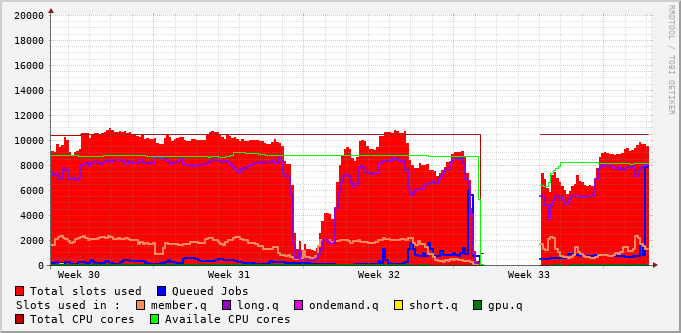 RRDTOOL / TOBI OETIKER
20000
18000
16000
14000
12000
10000
8000
6000
4000
2000
0
Week 30 Week 31 Week 32 Week 33
Total slots used Queued Jobs
Slots used in : member.q long.q ondemand.q short.q gpu.q
Total CPU cores Availale CPU cores